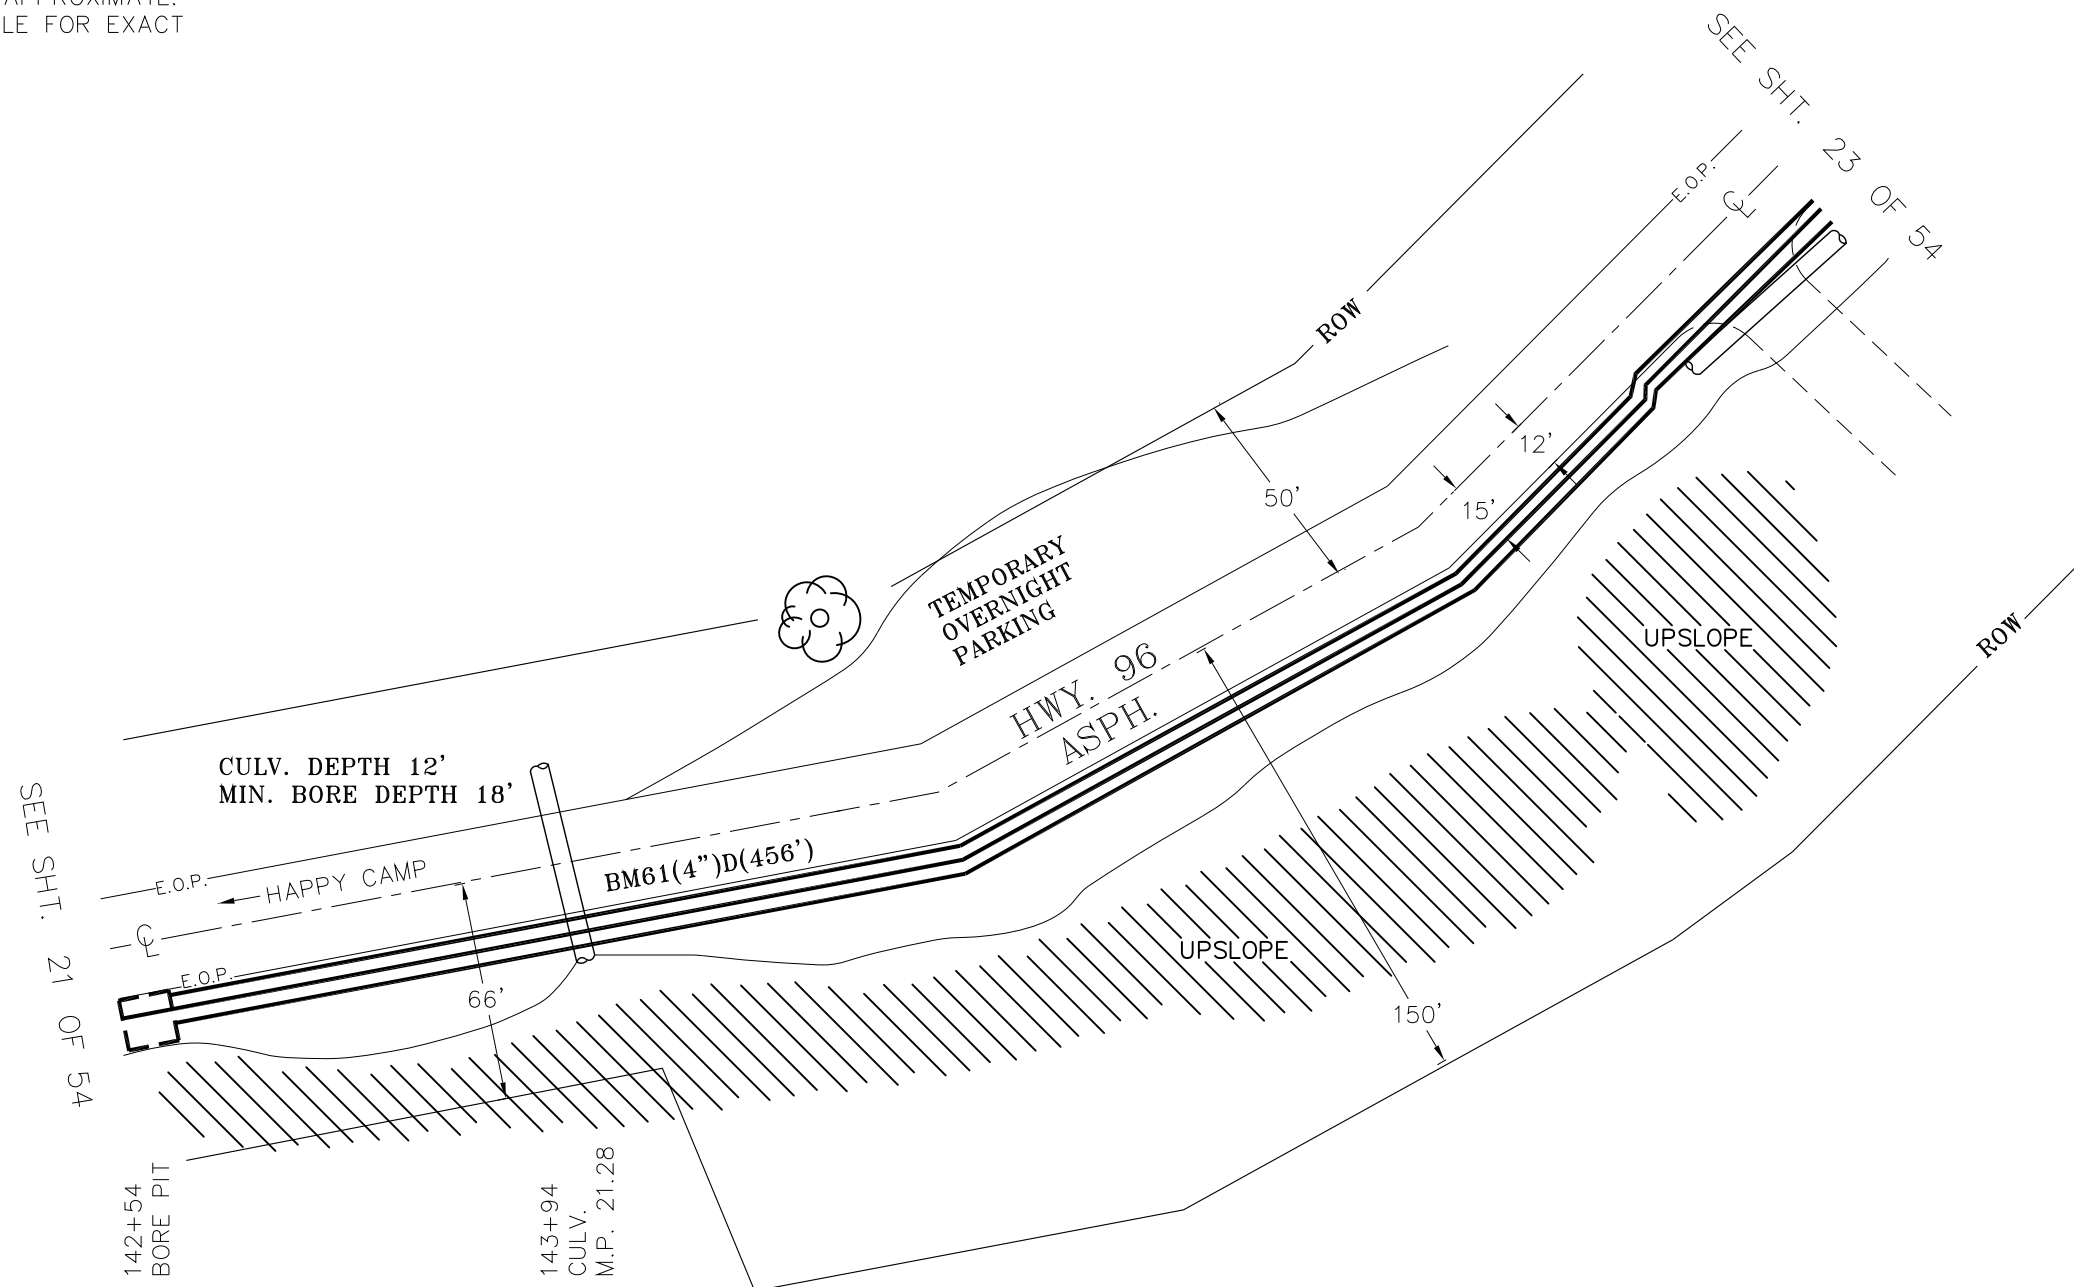 APPROXIMATE.
LE FOR EXACT
SEE SHT. 23 OF 54
E.O.P.
CL
ROW
12'
50'
15'
TEMPORARY
OVERNIGHT
PARKING
UPSLOPE
ROW
HWY. 96
ASPH.
CULV. DEPTH 12'
MIN. BORE DEPTH 18'
SEE SHT. 21 OF 54
BM61(4")D(456')
E.O.P.
HAPPY CAMP
CL
E.O.P.
66'
UPSLOPE
150'
142+54
BORE PIT
143+94
CULV.
M.P. 21.28